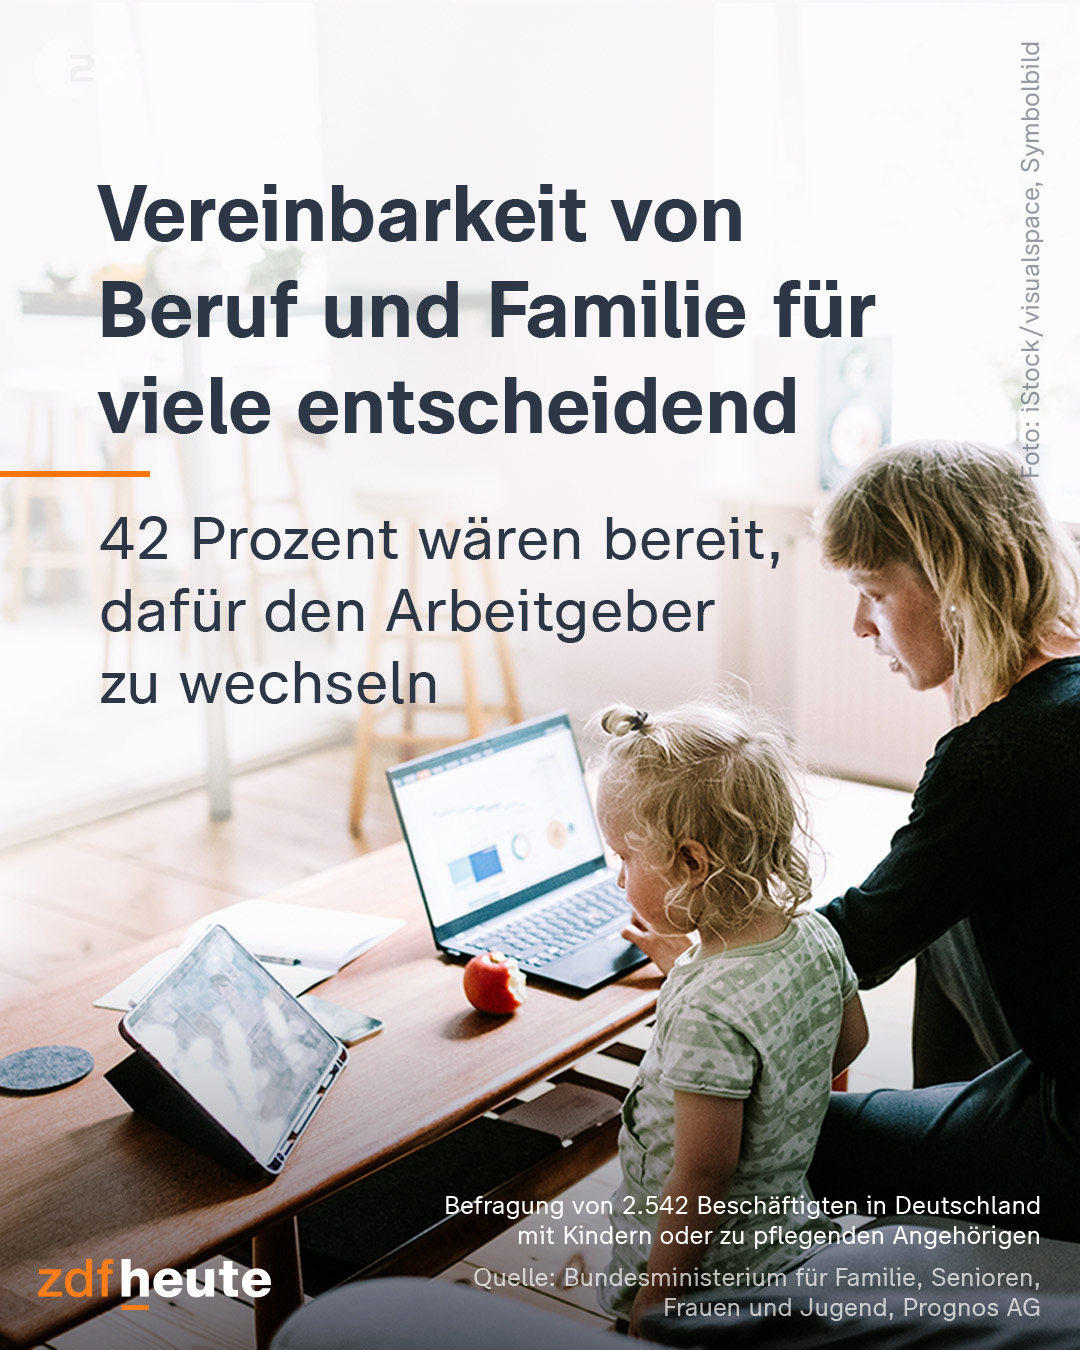 2
Foto: iStock/visualspace, Symbolbild
Vereinbarkeit von
Beruf und Familie für
viele entscheidend
42 Prozent wären bereit,
dafür den Arbeitgeber
zu wechseln
Befragung von 2.542 Beschäftigten in Deutschland
mit Kindern oder zu pflegenden Angehörigen
Quelle: Bundesministerium für Familie, Senioren,
Frauen und Jugend, Prognos AG
zdfheute